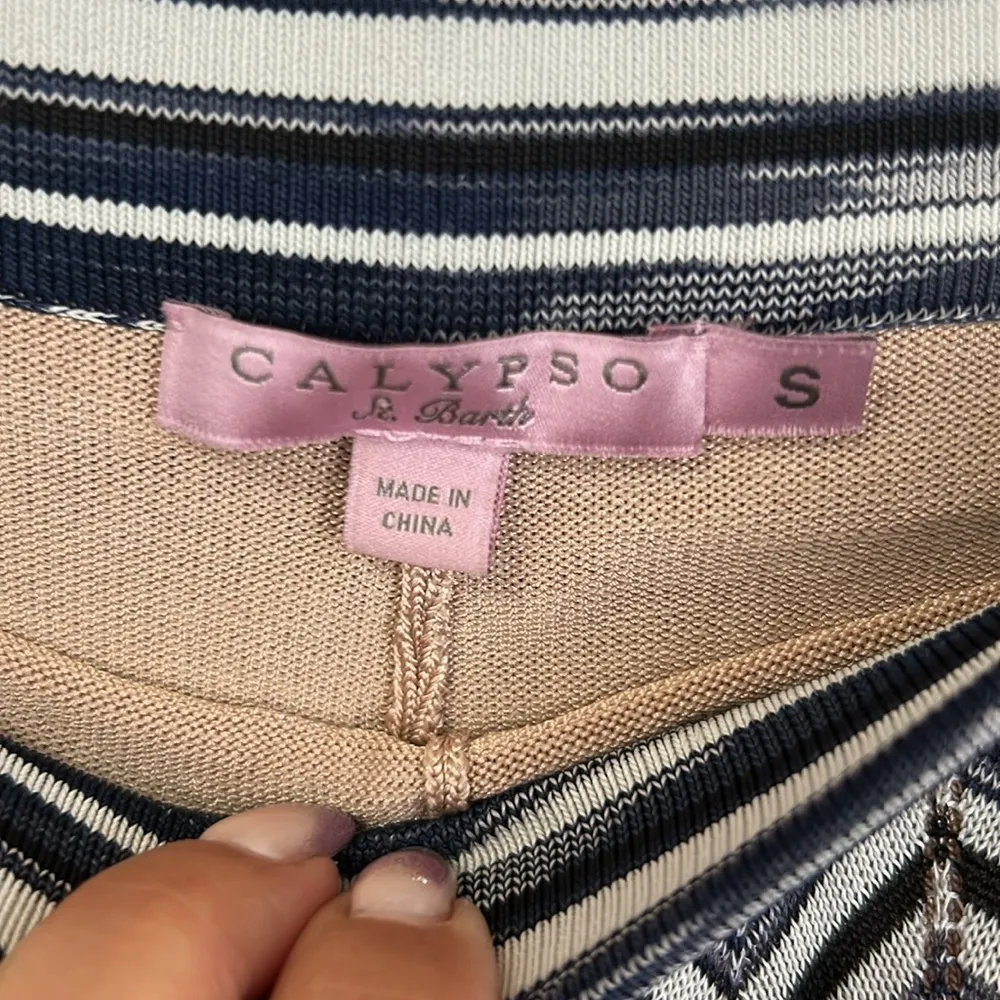 CALYPSO
St. Barth
S
MADE IN
CHINA